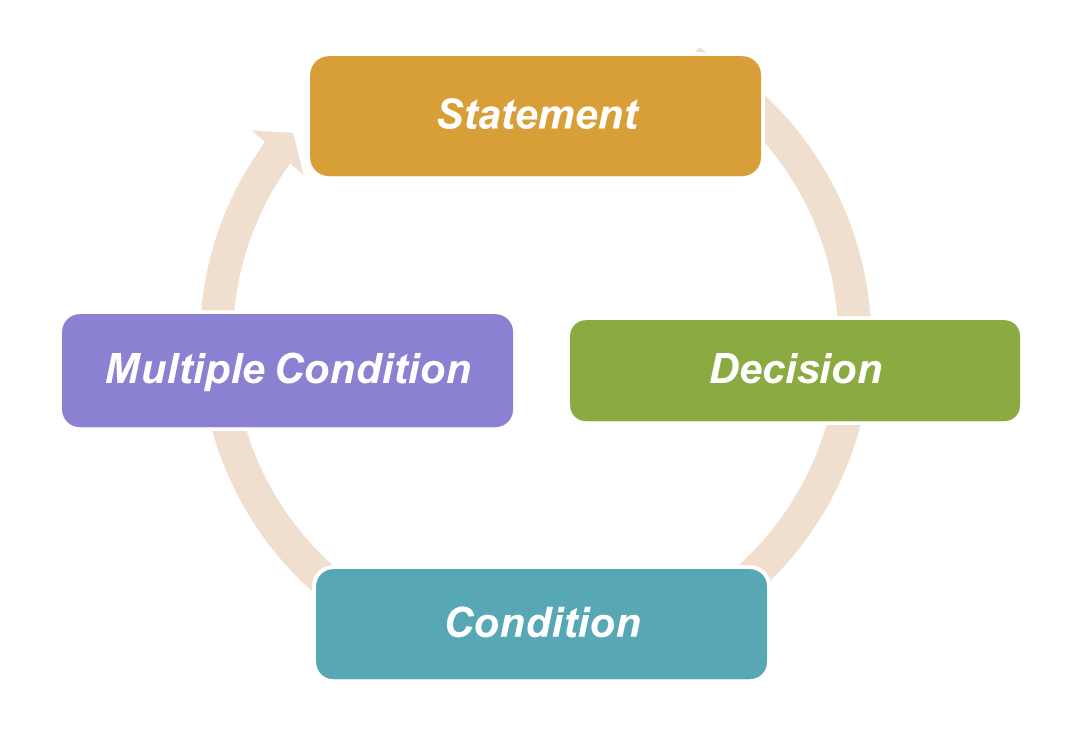 Statement
Multiple Condition
Decision
Condition